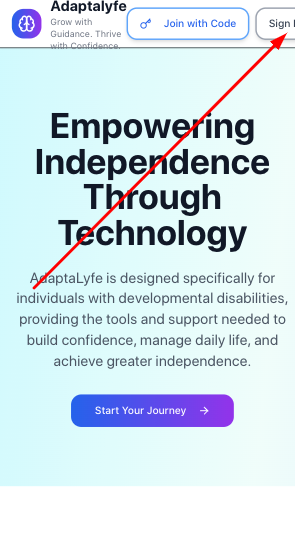 Adaptalyfe
Grow with
Guidance. Thrive
with Confidence.
Join with Code
Sign
Empowering
Independence
Through
Technology
AdaptaLyfe is designed specifically for
individuals with developmental disabilities,
providing the tools and support needed to
build confidence, manage daily life, and
achieve greater independence.
Start Your Journey